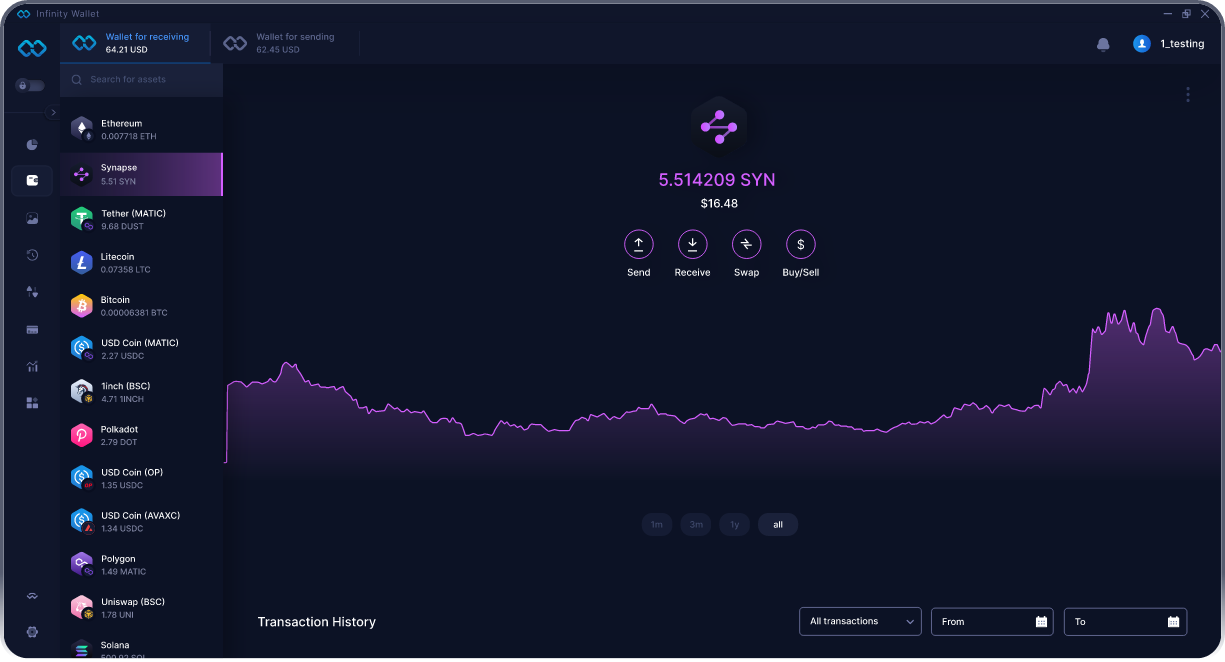 Infinity Wallet
Wallet for receiving
64.21 USD
Wallet for sending
62.45 USD
1_testing
Search for assets
Ethereum
0.007718 ETH
Synapse
5.51 SYN
Tether (MATIC)
9.68 DUST
Litecoin
0.07358 LTC
Bitcoin
0.00006381 BTC
USD Coin (MATIC)
2.27 USDC
1inch (BSC)
4.71 1INCH
Polkadot
2.79 DOT
USD Coin (OP)
1.35 USDC
USD Coin (AVAXC)
1.34 USDC
Polygon
1.49 MATIC
Uniswap (BSC)
1.78 UNI
Solana
5.514209 SYN
$16.48
Send
Receive
Swap
Buy/Sell
1m
3m
1y
all
Transaction History
All transactions
From
To